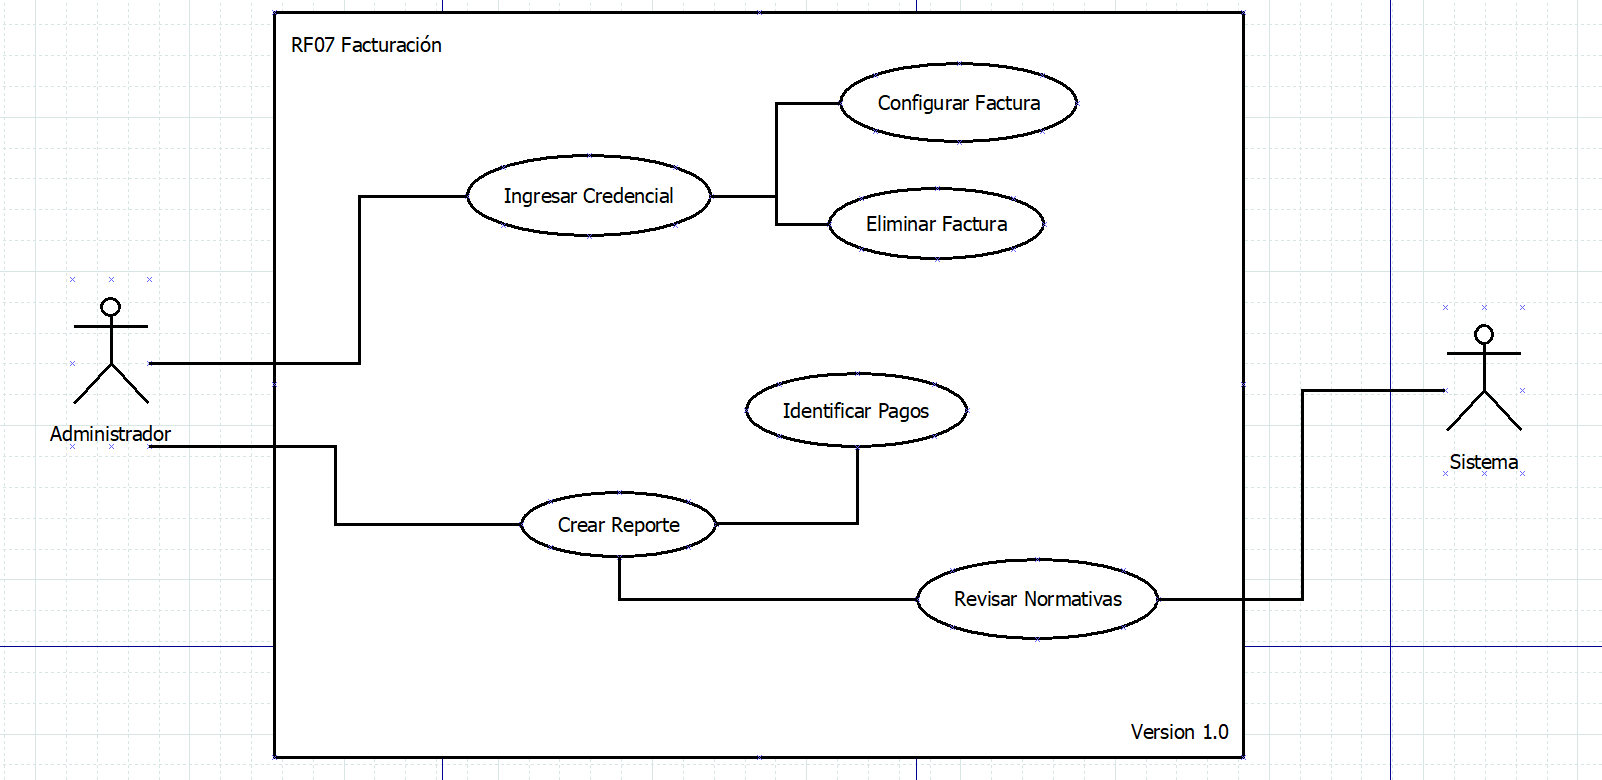 RF07 Facturación
Configurar Factura
Ingresar Credencial
Eliminar Factura
Identificar Pagos
Administrador
Sistema
Crear Reporte
Revisar Normativas
Version 1.0